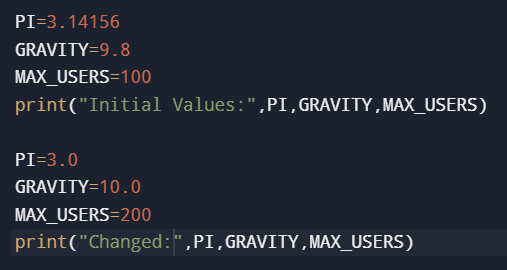 PI=3.14156
GRAVITY=9.8
MAX_USERS=100
print("Initial Values:",PI,GRAVITY,MAX_USERS)
PI=3.0
GRAVITY=10.0
MAX_USERS=200
print("Changed:",PI,GRAVITY,MAX_USERS)